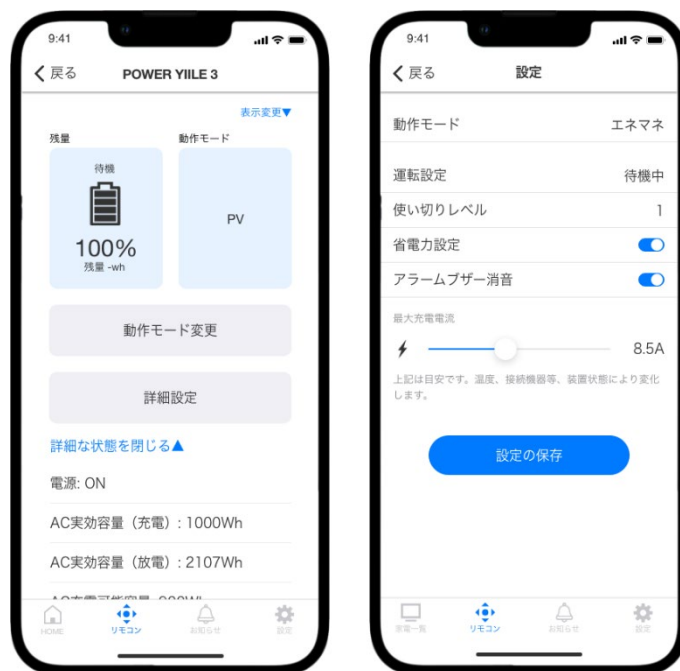 9:41
戻る
POWER YIILE 3
表示変更▼
残量
動作モード
待機
100%
残量 -wh
PV
動作モード変更
詳細設定
詳細な状態を閉じる▲
電源: ON
AC実効容量（充電）: 1000Wh
AC実効容量（放電）: 2107Wh
HOME
リモコン
お知らせ
設定
9:41
戻る
設定
動作モード
エネマネ
運転設定
待機中
使い切りレベル
1
省電力設定
アラームブザー消音
最大充電電流
8.5A
上記は目安です。温度、接続機器等、装置状態により変化
します。
設定の保存
家電一覧
リモコン
お知らせ
設定